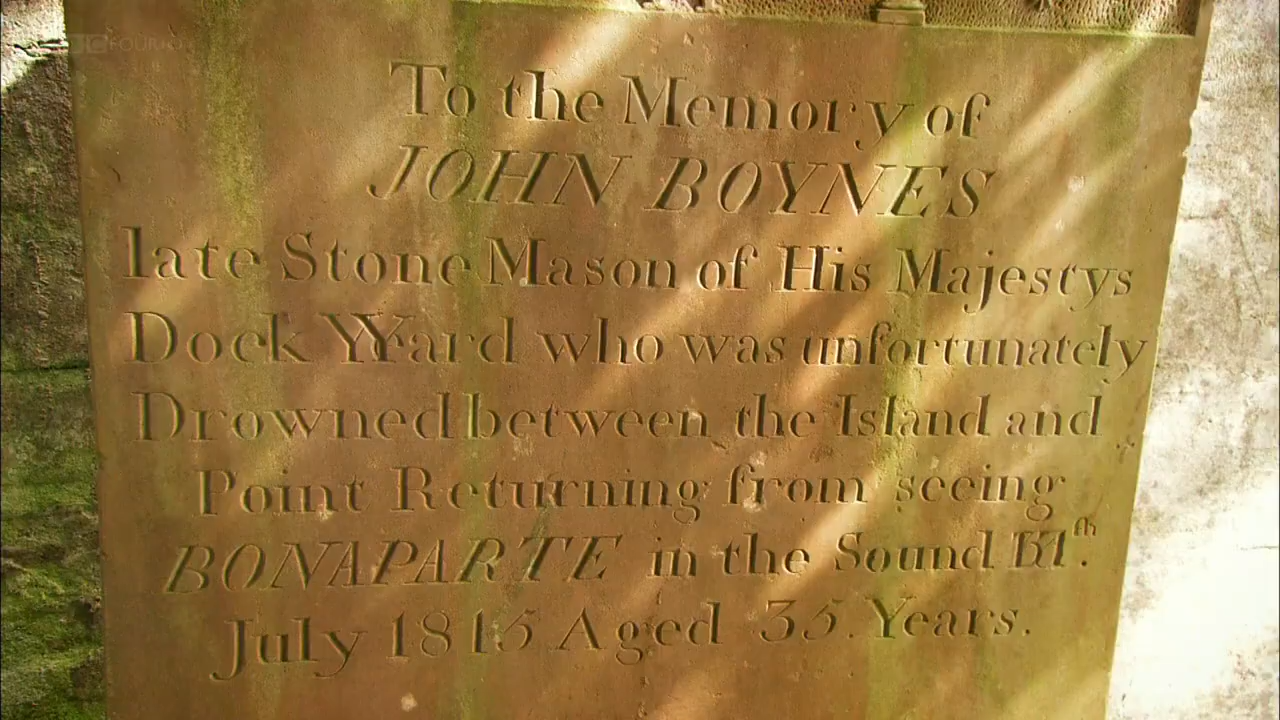 To the Memory of
JOHN BOYNES
late Stone Mason of His Majestys
Dock Yard who was unfortunately
Drowned between the Island and
Point Returning from seeing
BONAPARTE in the Sound
July 1815 Aged 35 Years.